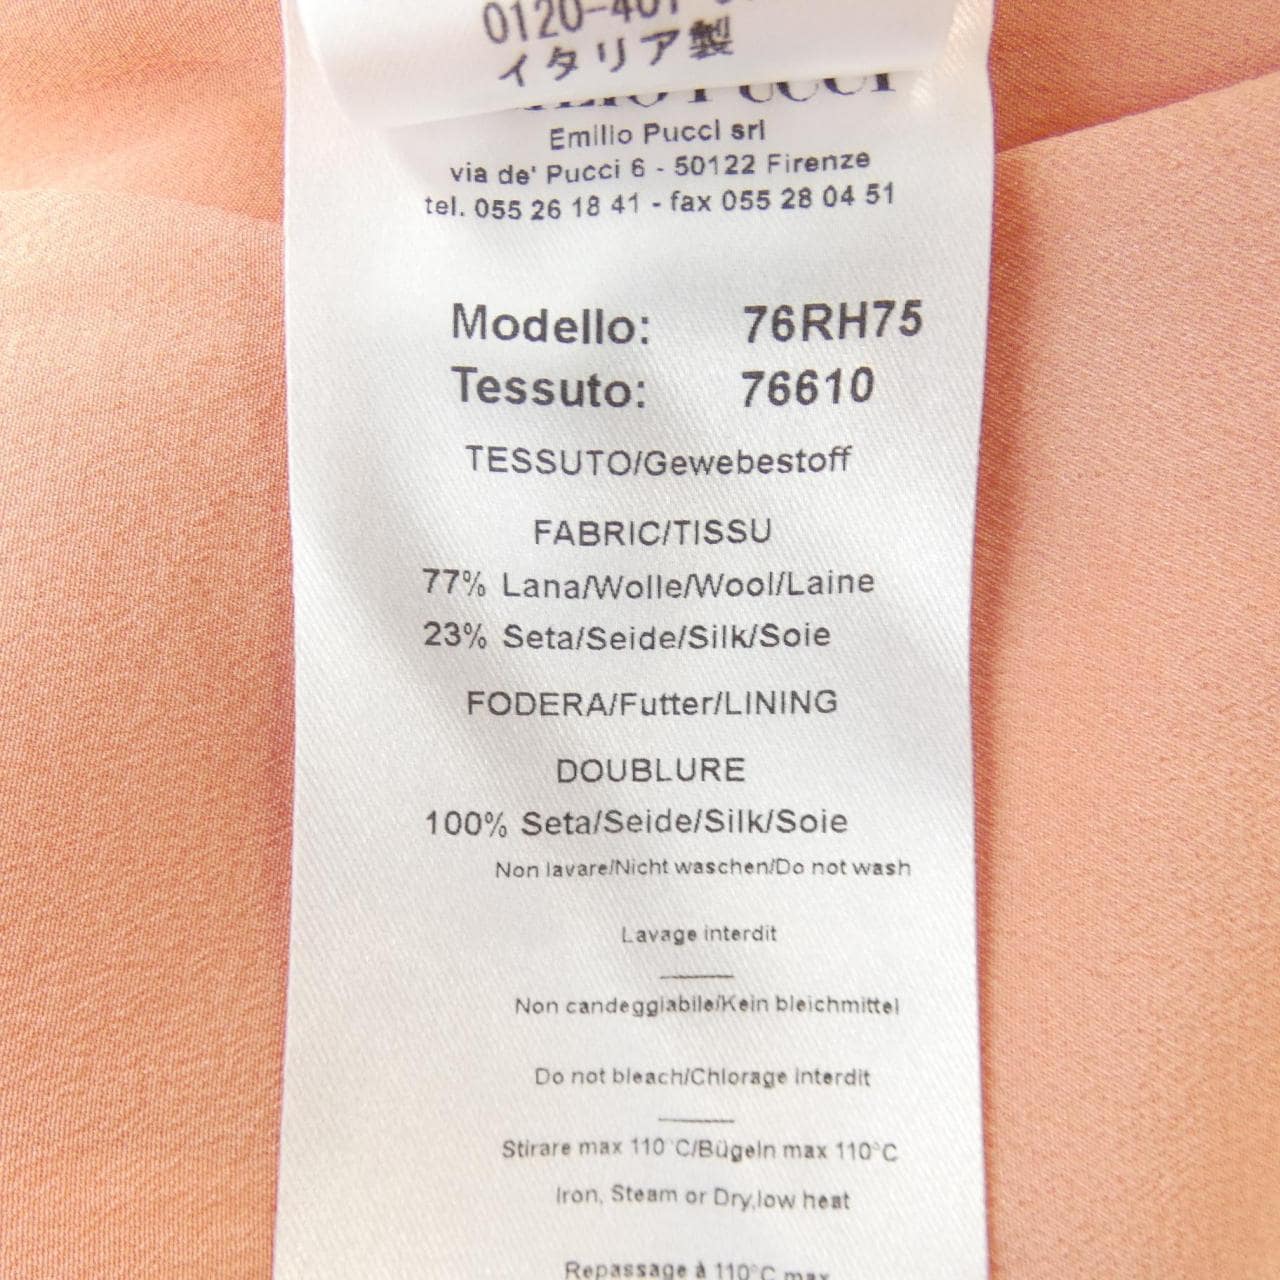 イタリア製
Emilio Pucci srl
via de' Pucci 6 - 50122 Firenze
tel. 055 26 18 41 - fax 055 28 04 51
Modello: 76RH75
Tessuto: 76610
TESSUTO/Gewebestoff
FABRIC/TISSU
77% Lana/Wolle/Wool/Laine
23% Seta/Seide/Silk/Soie
FODERA/Futter/LINING
DOUBLURE
100% Seta/Seide/Silk/Soie
Non lavare/Nicht waschen/Do not wash
Lavage interdit
Non candeggiabile/Kein bleichmittel
Do not bleach/Chlorage interdit
Stirare max 110°C/Bügeln max 110°C
Iron, Steam or Dry,low heat
Repassage à 110°C max